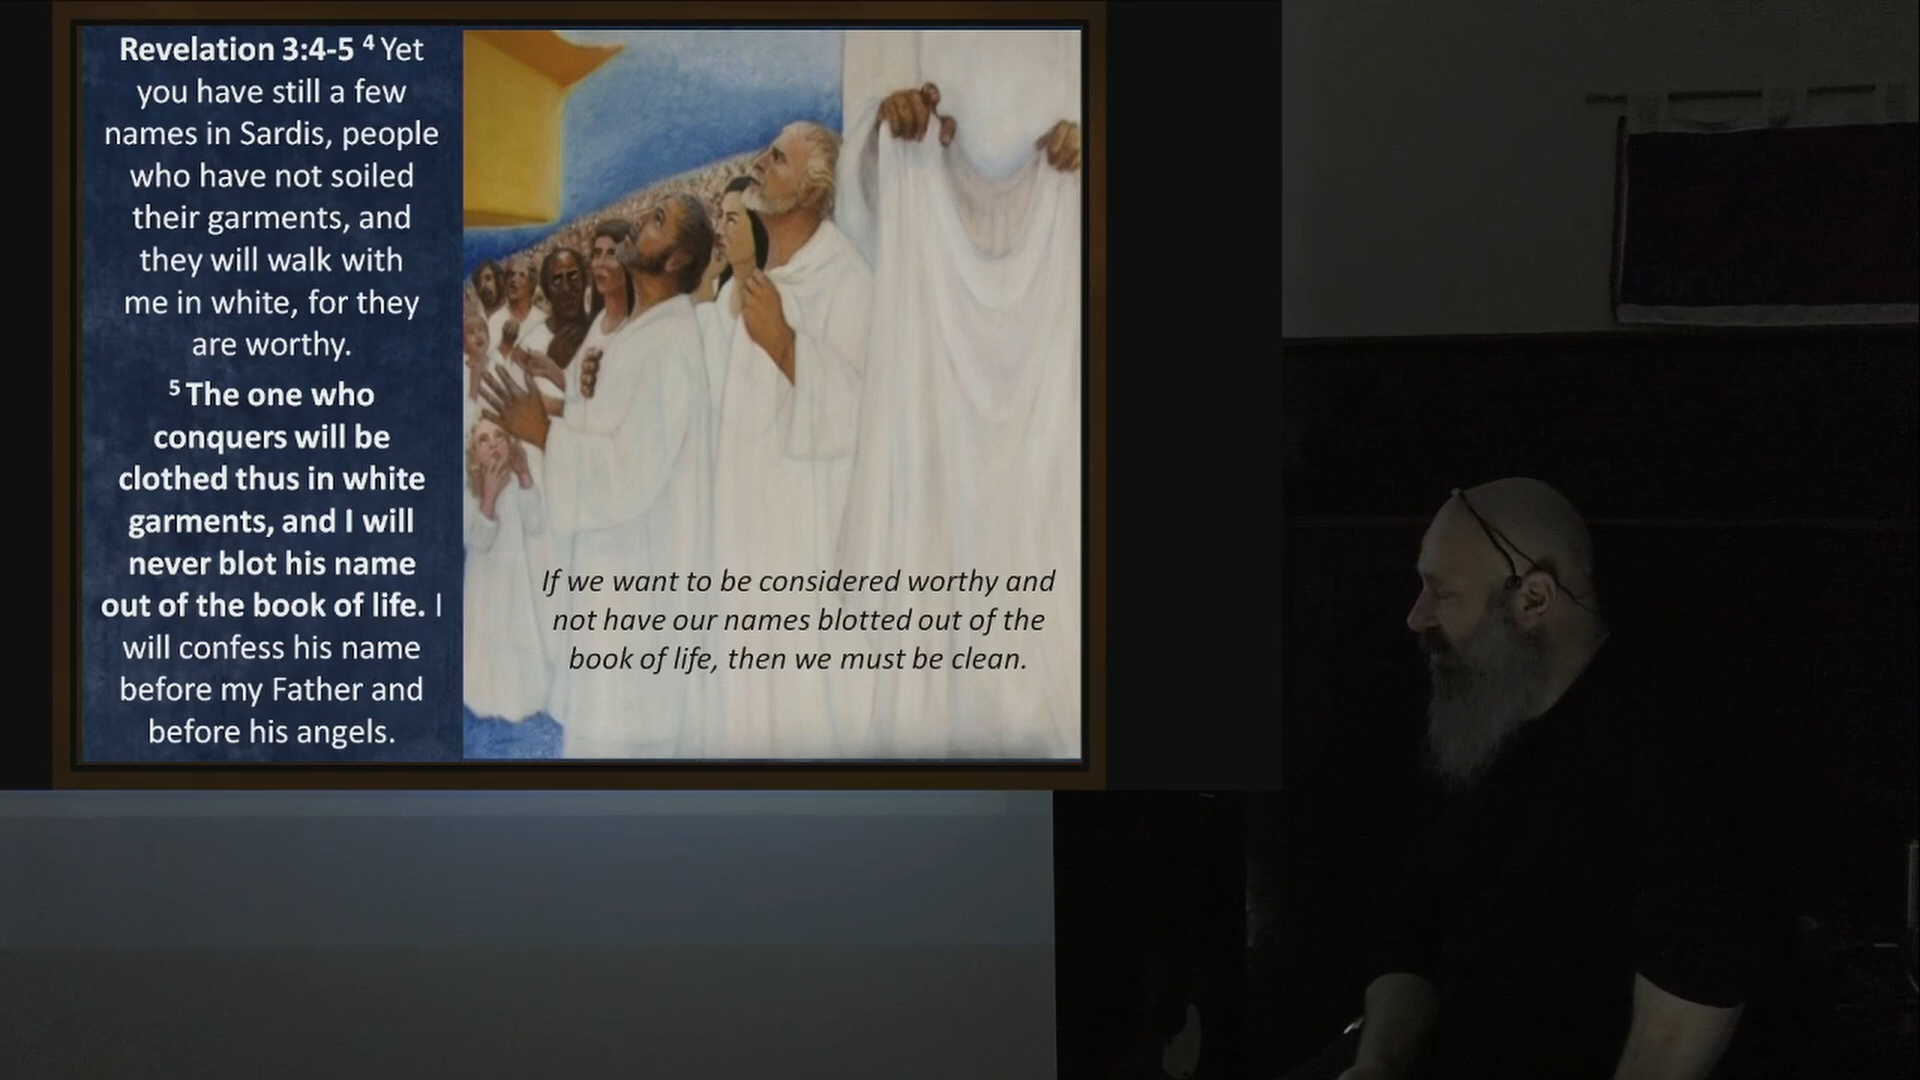 Revelation 3:4-5 ⁴ Yet
you have still a few
names in Sardis, people
who have not soiled
their garments, and
they will walk with
me in white, for they
are worthy.
⁵ The one who
conquers will be
clothed thus in white
garments, and I will
never blot his name
out of the book of life. I
will confess his name
before my Father and
before his angels.
If we want to be considered worthy and
not have our names blotted out of the
book of life, then we must be clean.